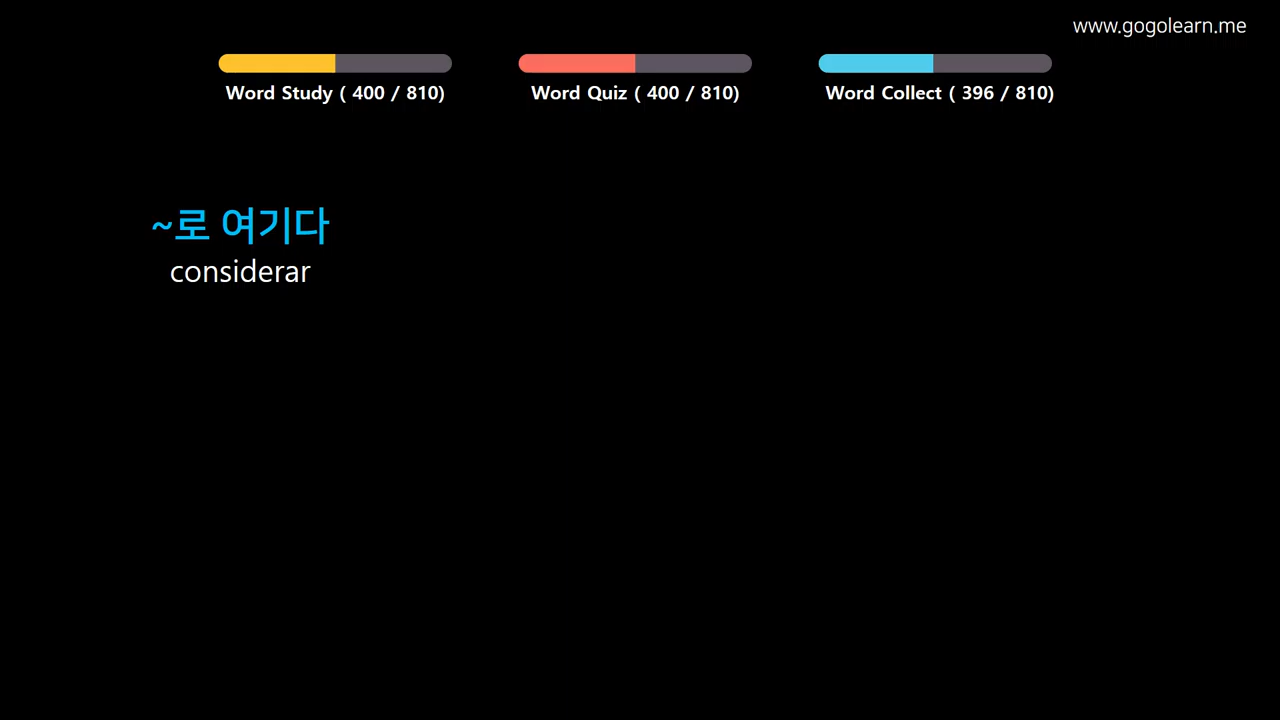 www.gogolearn.me
Word Study ( 400 / 810)
Word Quiz ( 400 / 810)
Word Collect ( 396 / 810)
~로 여기다
considerar